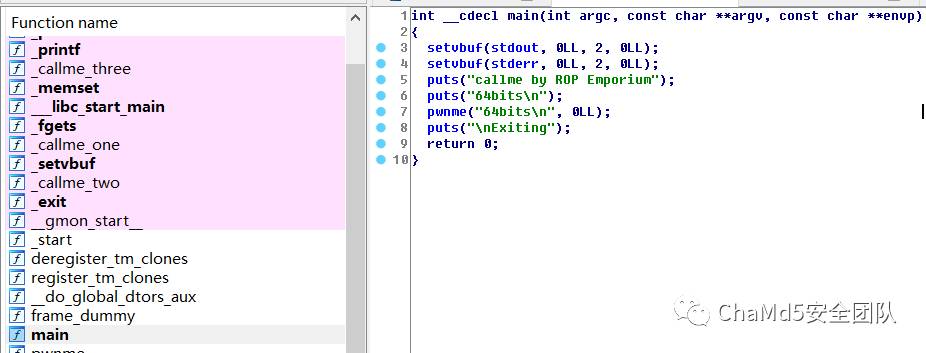 Function name
_printf
_callme_three
_memset
___libc_start_main
_fgets
_callme_one
_setvbuf
_callme_two
_exit
__gmon_start__
_start
deregister_tm_clones
register_tm_clones
__do_global_dtors_aux
frame_dummy
main
pwnme
1 int __cdecl main(int argc, const char **argv, const char **envp)
2 {
3 setvbuf(stdout, 0LL, 2, 0LL);
4 setvbuf(stderr, 0LL, 2, 0LL);
5 puts("callme by ROP Emporium");
6 puts("64bits\n");
7 pwnme("64bits\n", 0LL);
8 puts("\nExiting");
9 return 0;
10 }
ChaMd5安全团队